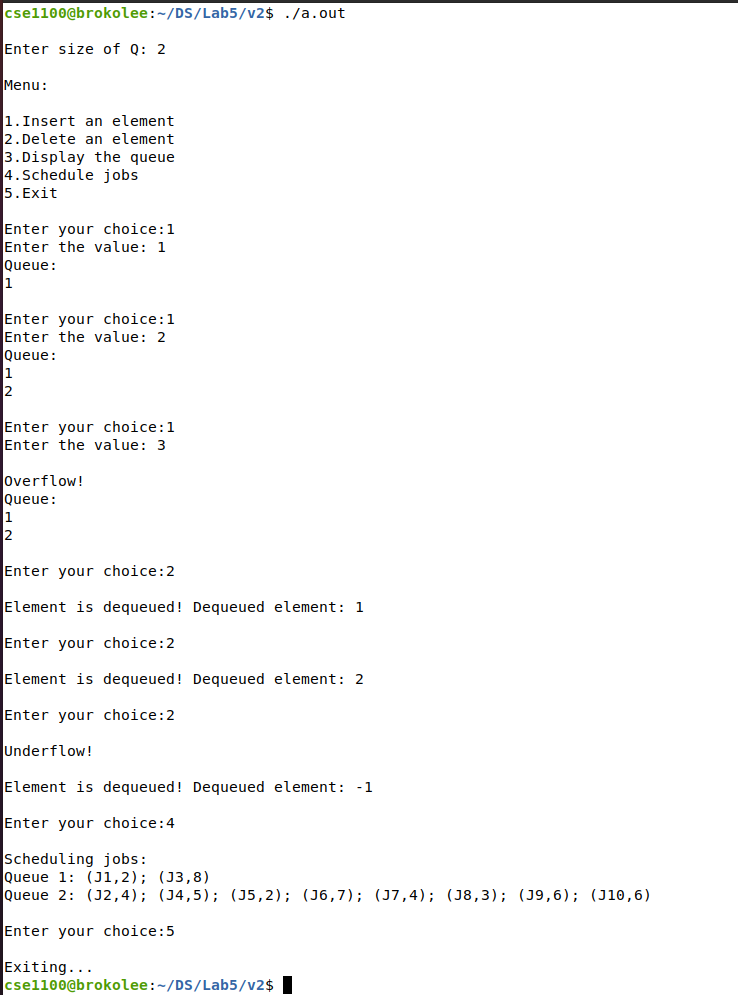 cse1100@brokolee:~/DS/Lab5/v2$ ./a.out
Enter size of Q: 2
Menu:
1.Insert an element
2.Delete an element
3.Display the queue
4.Schedule jobs
5.Exit
Enter your choice:1
Enter the value: 1
Queue:
1
Enter your choice:1
Enter the value: 2
Queue:
1
2
Enter your choice:1
Enter the value: 3
Overflow!
Queue:
1
2
Enter your choice:2
Element is dequeued! Dequeued element: 1
Enter your choice:2
Element is dequeued! Dequeued element: 2
Enter your choice:2
Underflow!
Element is dequeued! Dequeued element: -1
Enter your choice:4
Scheduling jobs:
Queue 1: (J1,2); (J3,8)
Queue 2: (J2,4); (J4,5); (J5,2); (J6,7); (J7,4); (J8,3); (J9,6); (J10,6)
Enter your choice:5
Exiting...
cse1100@brokolee:~/DS/Lab5/v2$